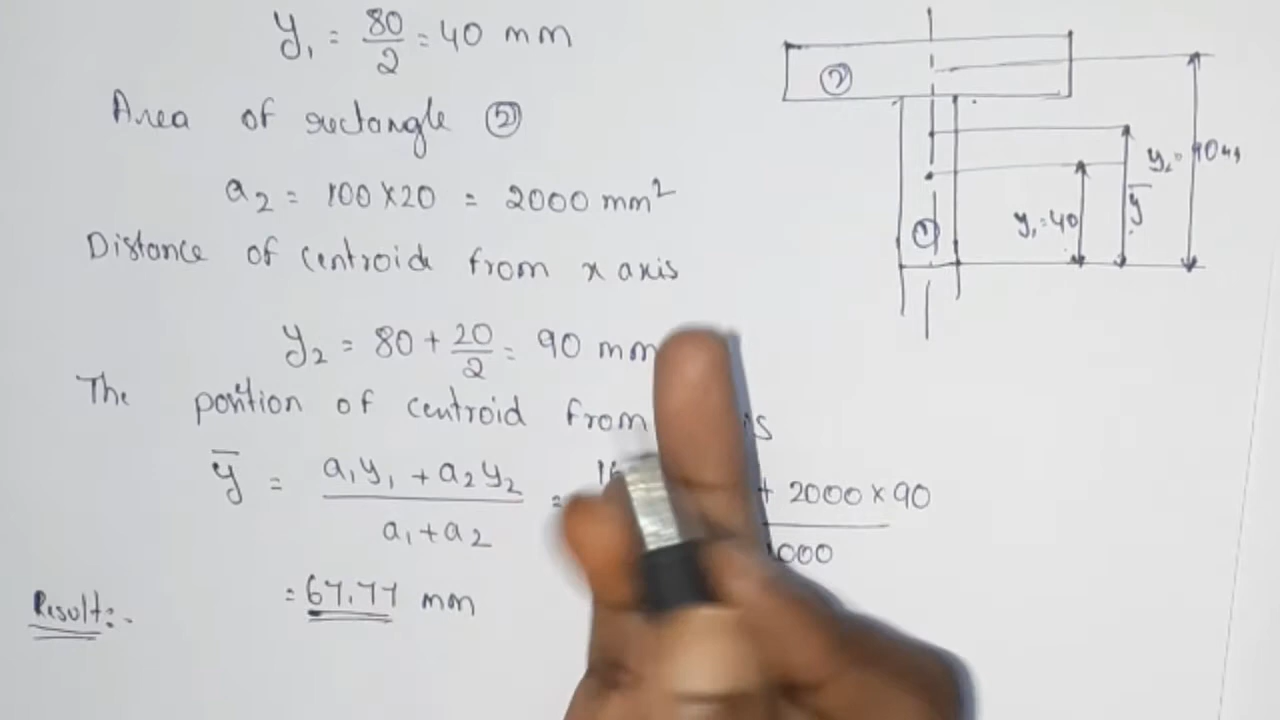 y₁ = 80/2 = 40 mm
Area of rectangle ②
a₂ = 100 × 20 = 2000 mm²
Distance of centroid from x axis
y₂ = 80 + 20/2 = 90 mm
The position of centroid from
ȳ = a₁y₁ + a₂y₂ / a₁ + a₂ = + 2000 × 90
= 67.77 mm
Result:-
②
①
y₁=40
ȳ
y₂=